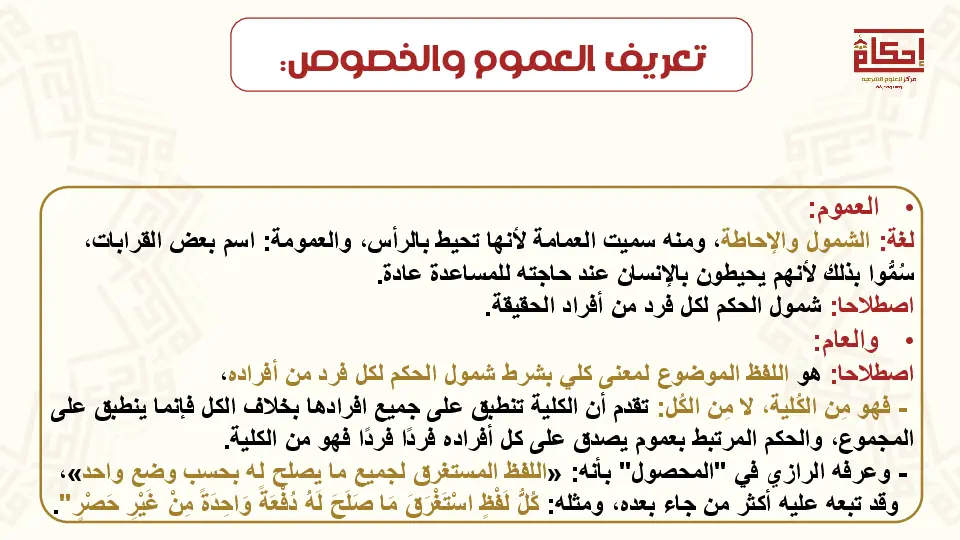 تعريف العموم والخصوص:
إحكام
مركز العلوم الشرعية
• العموم:
لغة: الشمول والإحاطة، ومنه سميت العمامة لأنها تحيط بالرأس، والعمومة: اسم بعض القرابات،
سُمُّوا بذلك لأنهم يحيطون بالإنسان عند حاجته للمساعدة عادة.
اصطلاحا: شمول الحكم لكل فرد من أفراد الحقيقة.
• والعام:
اصطلاحا: هو اللفظ الموضوع لمعنى كلي بشرط شمول الحكم لكل فرد من أفراده،
- فهو مِن الكُلية، لا مِن الكُل: تقدم أن الكلية تنطبق على جميع افرادها بخلاف الكل فإنما ينطبق على
المجموع، والحكم المرتبط بعموم يصدق على كل أفراده فردًا فردًا فهو من الكلية.
- وعرفه الرازي في "المحصول" بأنه: «اللفظ المستغرق لجميع ما يصلح له بحسب وضع واحد»،
وقد تبعه عليه أكثر من جاء بعده، ومثله: كُلُّ لَفْظٍ اسْتَغْرَقَ مَا صَلَحَ لَهُ دُفْعَةً وَاحِدَةً مِنْ غَيْرِ حَصْرٍ".